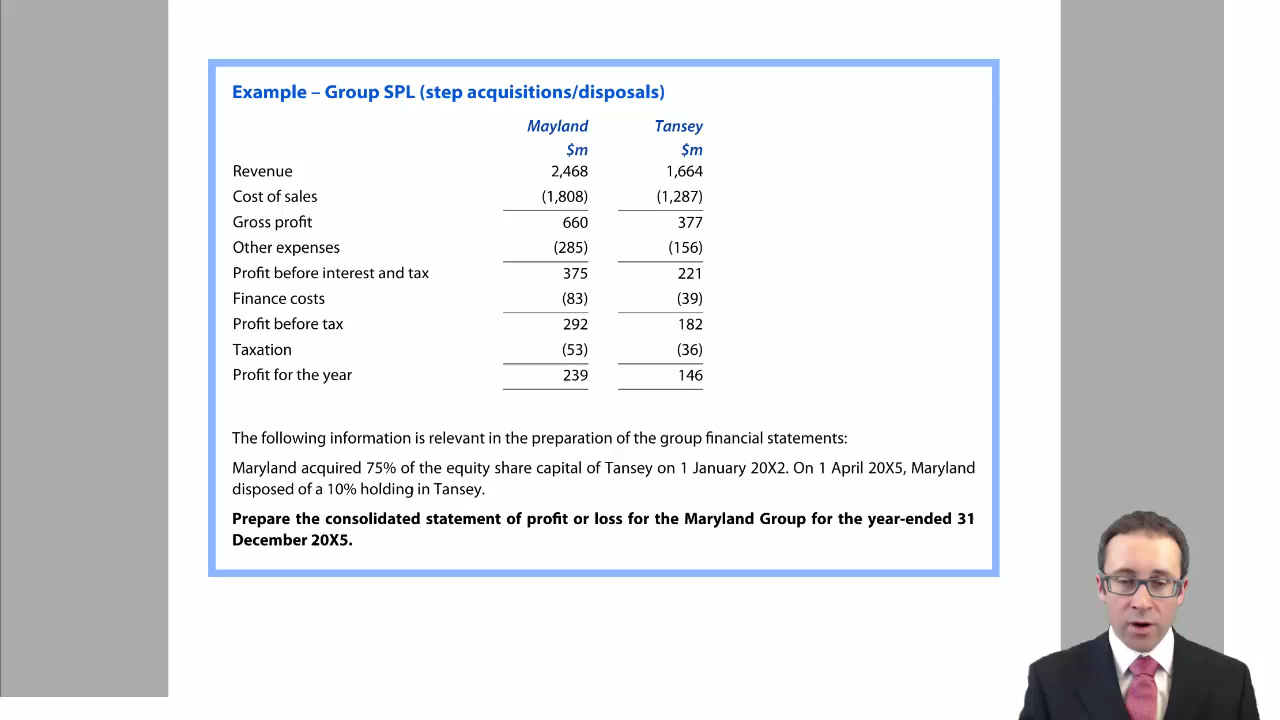 Example – Group SPL (step acquisitions/disposals)
Mayland Tansey
$m $m
Revenue 2,468 1,664
Cost of sales (1,808) (1,287)
Gross profit 660 377
Other expenses (285) (156)
Profit before interest and tax 375 221
Finance costs (83) (39)
Profit before tax 292 182
Taxation (53) (36)
Profit for the year 239 146
The following information is relevant in the preparation of the group financial statements:
Maryland acquired 75% of the equity share capital of Tansey on 1 January 20X2. On 1 April 20X5, Maryland
disposed of a 10% holding in Tansey.
Prepare the consolidated statement of profit or loss for the Maryland Group for the year-ended 31
December 20X5.